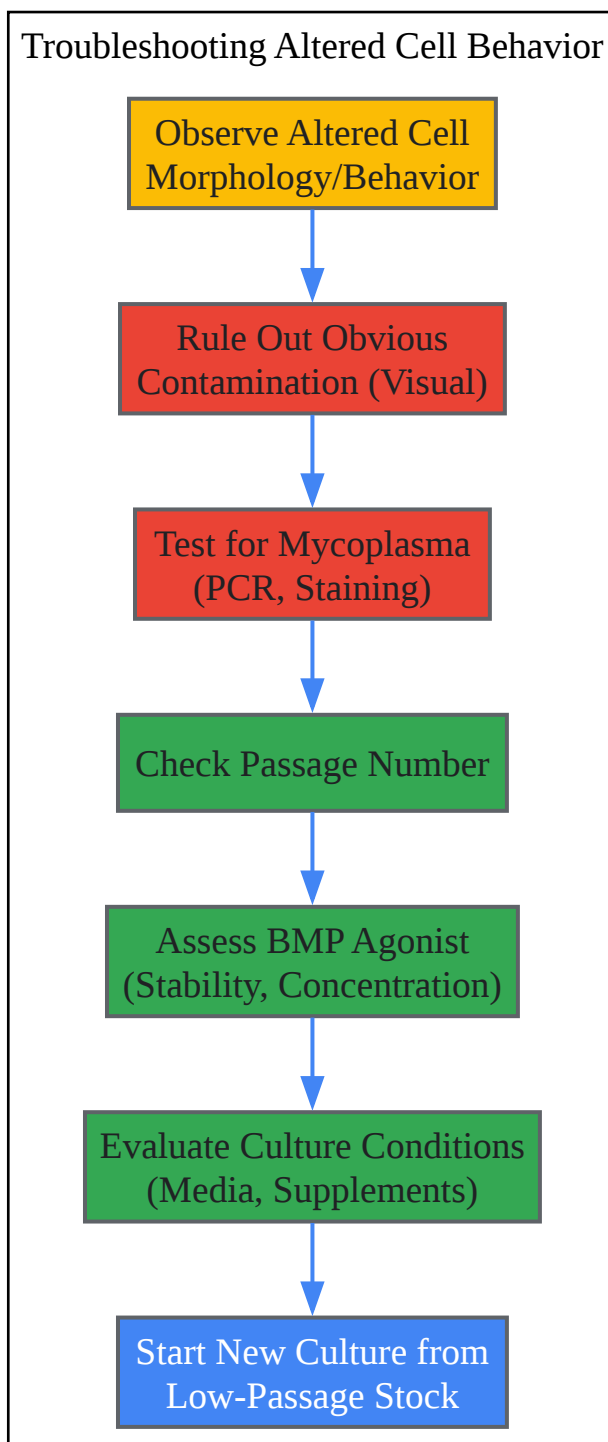 Troubleshooting Altered Cell Behavior
Observe Altered Cell
Morphology/Behavior
Rule Out Obvious
Contamination (Visual)
Test for Mycoplasma
(PCR, Staining)
Check Passage Number
Assess BMP Agonist
(Stability, Concentration)
Evaluate Culture Conditions
(Media, Supplements)
Start New Culture from
Low-Passage Stock